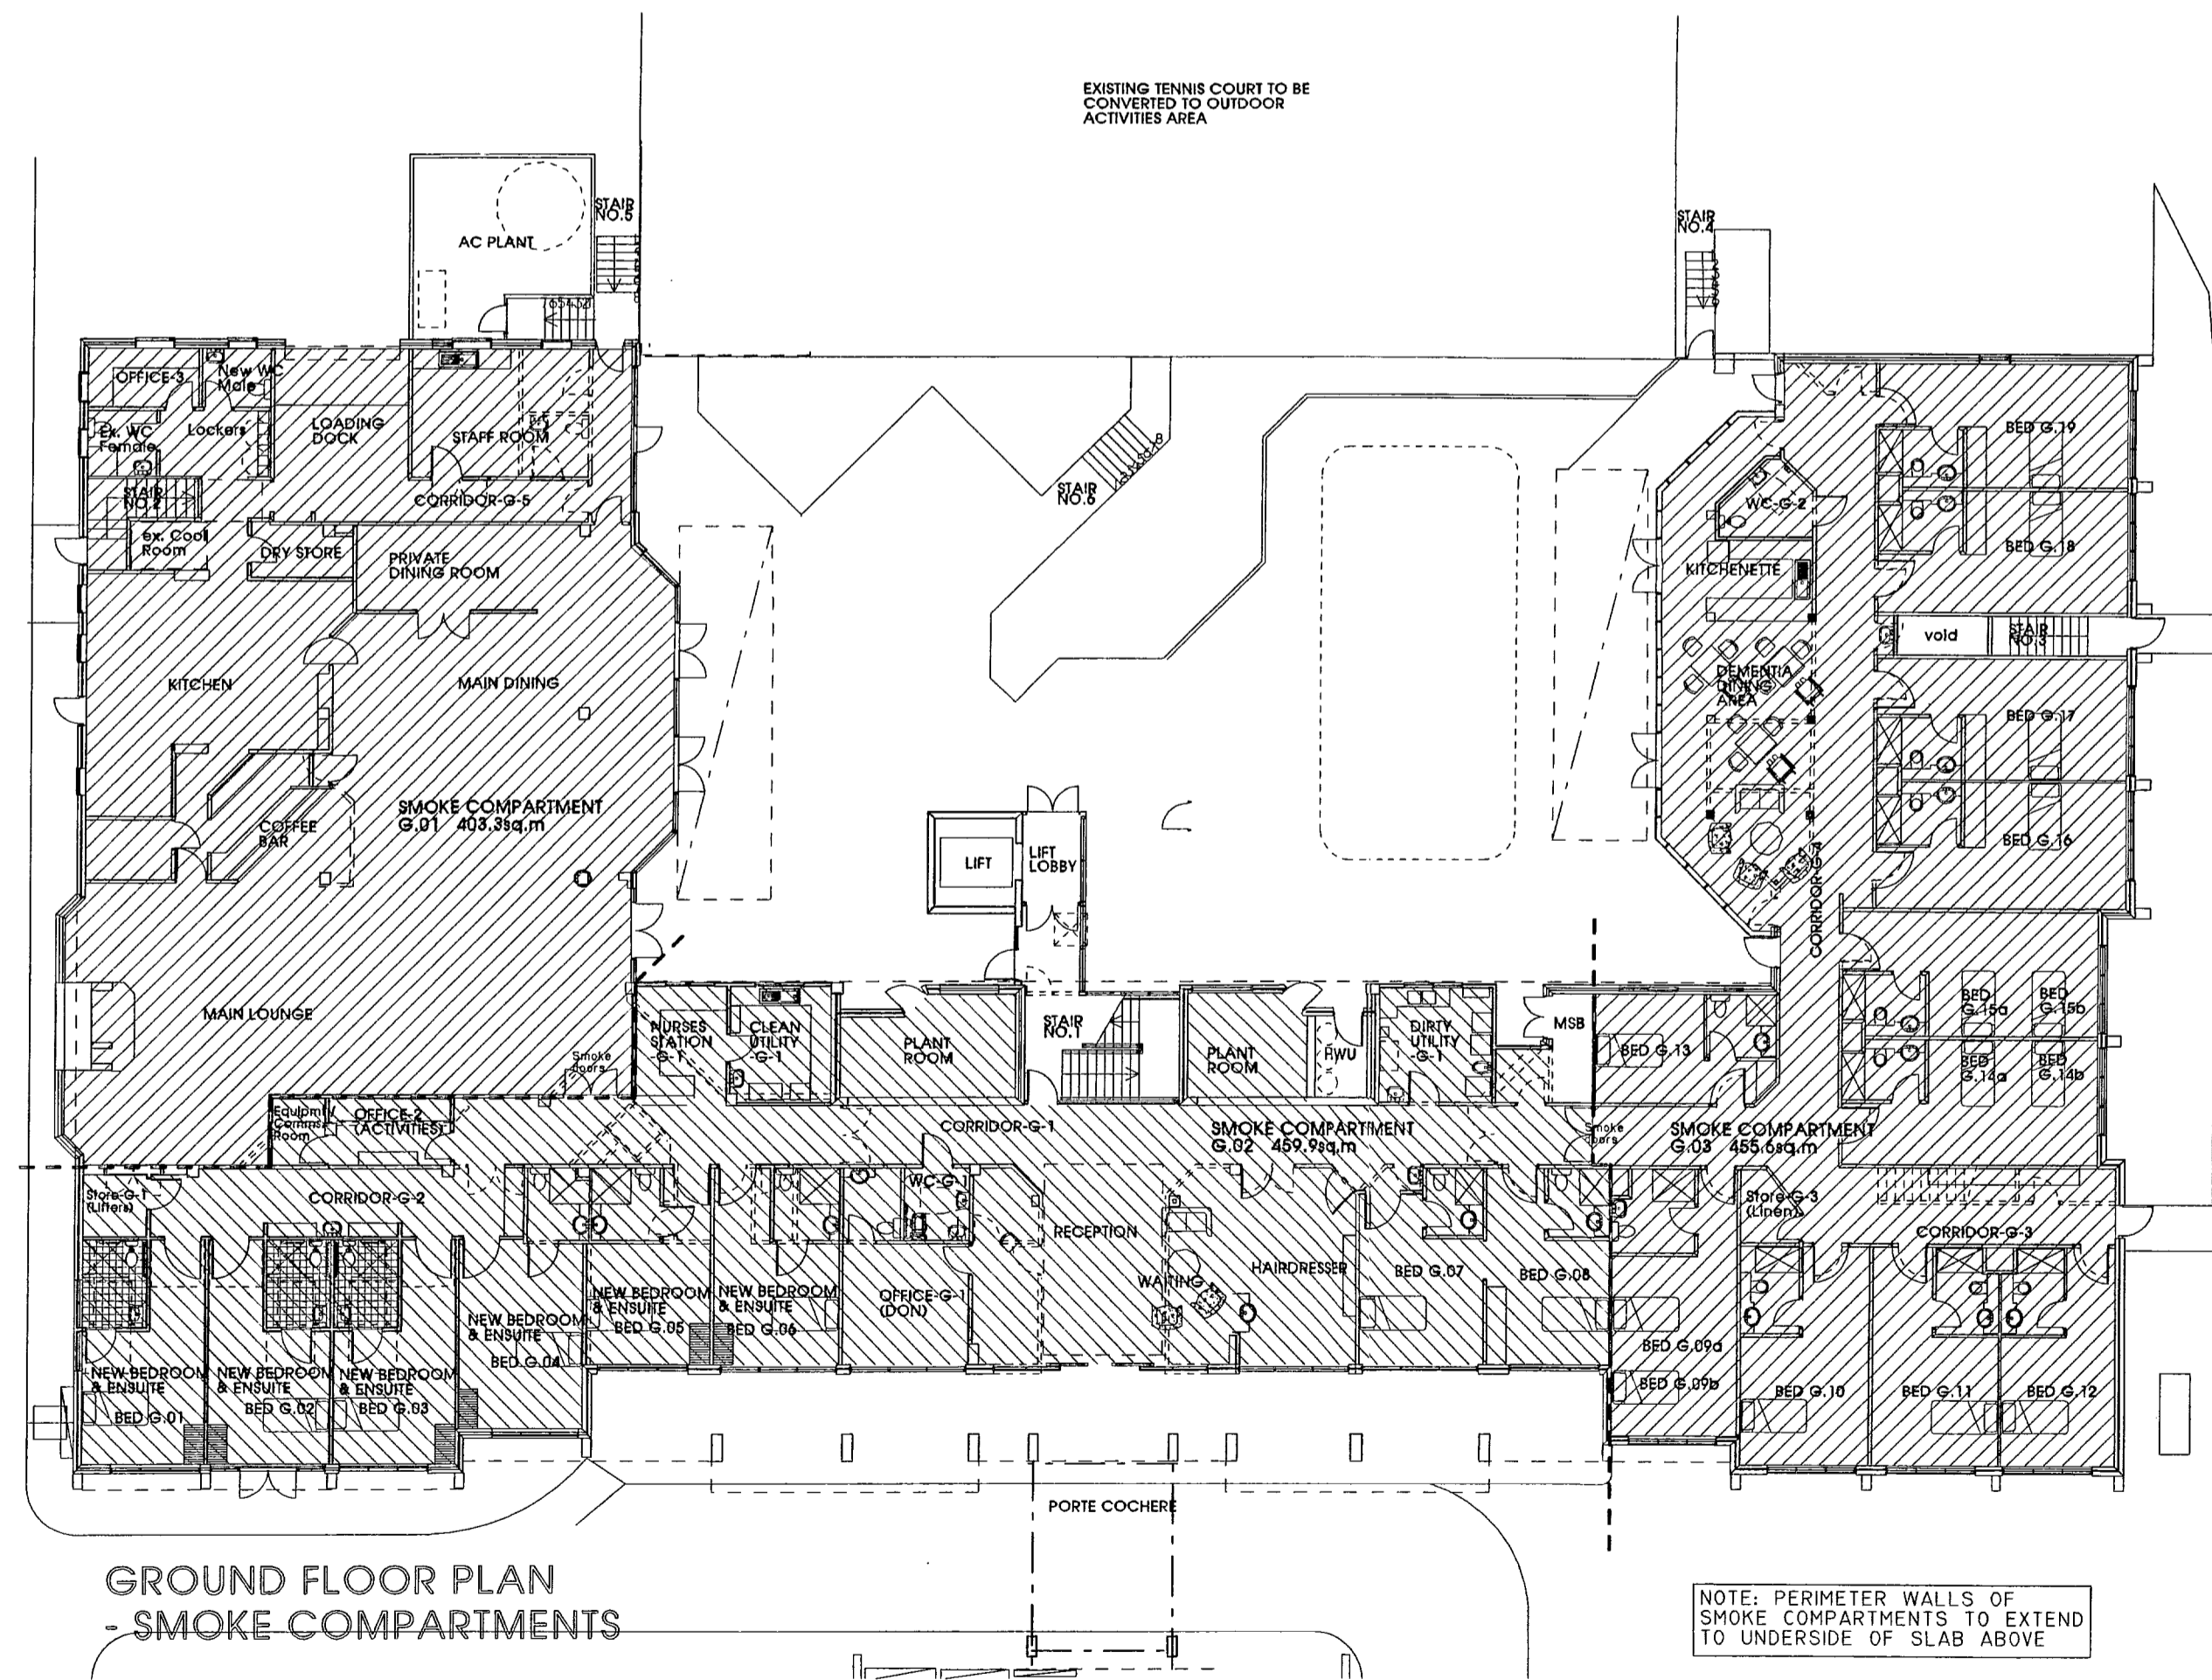 EXISTING TENNIS COURT TO BE
CONVERTED TO OUTDOOR
ACTIVITIES AREA
STAIR
NO.5
STAIR
NO.4
AC PLANT
OFFICE-3
New WC
Male
Ex. WC
Female
Lockers
LOADING
DOCK
STAFF ROOM
STAIR
NO.2
CORRIDOR-G-5
ex. Cool
Room
DRY STORE
PRIVATE
DINING ROOM
STAIR
NO.6
BED G.19
WC-G-2
BED G.18
KITCHENETTE
void
STAIR
NO.3
KITCHEN
MAIN DINING
DEMENTIA
DINING
AREA
BED G.17
SMOKE COMPARTMENT
G.01 403.3sq.m
COFFEE
BAR
LIFT
LIFT
LOBBY
BED G.16
CORRIDOR-G-4
MAIN LOUNGE
NURSES
STATION
-G-1
CLEAN
UTILITY
-G-1
PLANT
ROOM
STAIR
NO.1
PLANT
ROOM
HWU
DIRTY
UTILITY
-G-1
MSB
BED G.13
BED
G.15a
BED
G.15b
BED
G.14a
BED
G.14b
Smoke
doors
Equipmt/
Comms.
Room
OFFICE-2
(ACTIVITIES)
CORRIDOR-G-1
SMOKE COMPARTMENT
G.02 459.9sq.m
Smoke
doors
SMOKE COMPARTMENT
G.03 455.6sq.m
Store-G-1
(Lifters)
CORRIDOR-G-2
WC-G-1
RECEPTION
Store-G-3
(Linen)
CORRIDOR-G-3
WAITING
HAIRDRESSER
BED G.07
BED G.08
NEW BEDROOM
& ENSUITE
BED G.04
NEW BEDROOM
& ENSUITE
BED G.05
NEW BEDROOM
& ENSUITE
BED G.06
OFFICE-G-1
(DON)
BED G.09a
BED G.09b
NEW BEDROOM
& ENSUITE
BED G.01
NEW BEDROOM
& ENSUITE
BED G.02
NEW BEDROOM
& ENSUITE
BED G.03
BED G.10
BED G.11
BED G.12
PORTE COCHERE
GROUND FLOOR PLAN
- SMOKE COMPARTMENTS
NOTE: PERIMETER WALLS OF
SMOKE COMPARTMENTS TO EXTEND
TO UNDERSIDE OF SLAB ABOVE